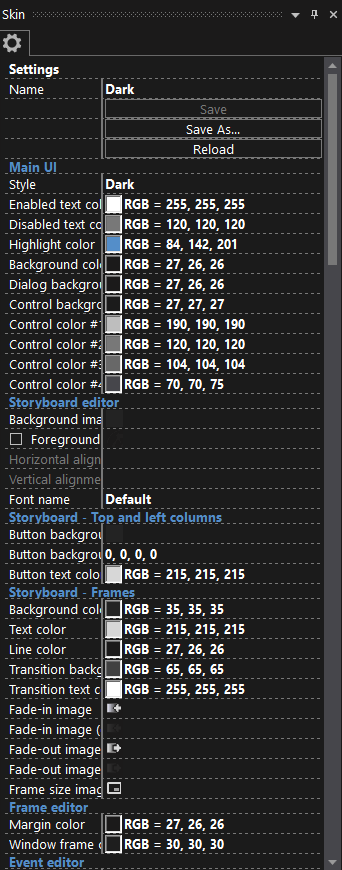 Skin
Settings
Name Dark
Save
Save As...
Reload
Main UI
Style Dark
Enabled text col RGB = 255, 255, 255
Disabled text co RGB = 120, 120, 120
Highlight color RGB = 84, 142, 201
Background colo RGB = 27, 26, 26
Dialog backgrou RGB = 27, 26, 26
Control backgro RGB = 27, 27, 27
Control color #1 RGB = 190, 190, 190
Control color #2 RGB = 120, 120, 120
Control color #3 RGB = 104, 104, 104
Control color #4 RGB = 70, 70, 75
Storyboard editor
Background ima
Foreground
Horizontal align
Vertical alignme
Font name Default
Storyboard - Top and left columns
Button backgrou
Button backgrou 0, 0, 0, 0
Button text colo RGB = 215, 215, 215
Storyboard - Frames
Background colo RGB = 35, 35, 35
Text color RGB = 215, 215, 215
Line color RGB = 27, 26, 26
Transition backg RGB = 65, 65, 65
Transition text c RGB = 255, 255, 255
Fade-in image
Fade-in image (
Fade-out image
Fade-out image
Frame size imag
Frame editor
Margin color RGB = 27, 26, 26
Window frame c RGB = 30, 30, 30
Event editor